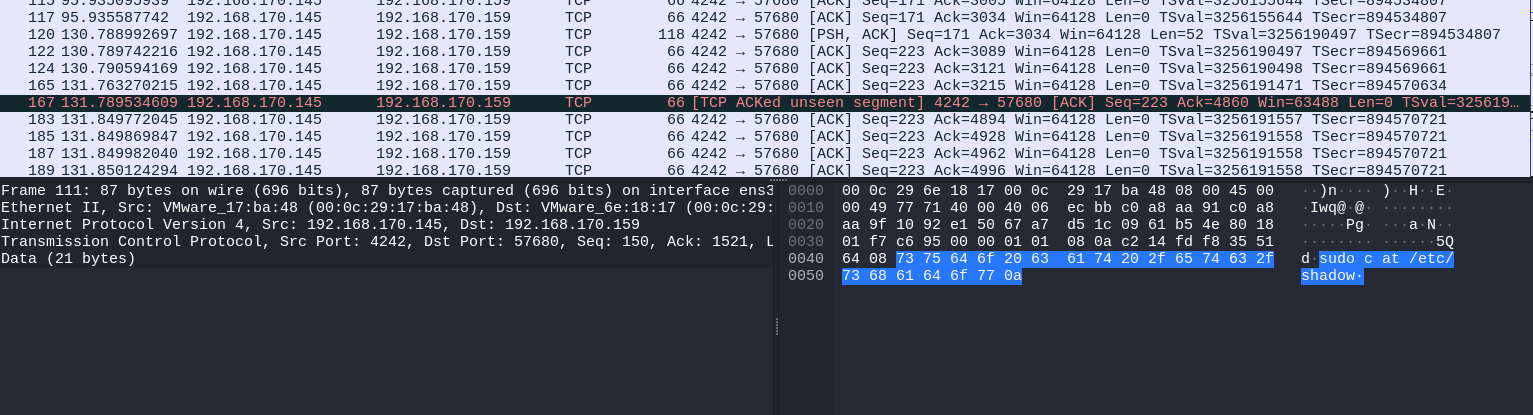 115 95.935095939 192.168.170.145 192.168.170.159 TCP 66 4242 → 57680 [ACK] Seq=171 Ack=3005 Win=64128 Len=0 TSval=3256155644 TSecr=894534807
117 95.935587742 192.168.170.145 192.168.170.159 TCP 66 4242 → 57680 [ACK] Seq=171 Ack=3034 Win=64128 Len=0 TSval=3256155644 TSecr=894534807
120 130.788992697 192.168.170.145 192.168.170.159 TCP 118 4242 → 57680 [PSH, ACK] Seq=171 Ack=3034 Win=64128 Len=52 TSval=3256190497 TSecr=894534807
122 130.789742216 192.168.170.145 192.168.170.159 TCP 66 4242 → 57680 [ACK] Seq=223 Ack=3089 Win=64128 Len=0 TSval=3256190497 TSecr=894569661
124 130.790594169 192.168.170.145 192.168.170.159 TCP 66 4242 → 57680 [ACK] Seq=223 Ack=3121 Win=64128 Len=0 TSval=3256190498 TSecr=894569661
165 131.763270215 192.168.170.145 192.168.170.159 TCP 66 4242 → 57680 [ACK] Seq=223 Ack=3215 Win=64128 Len=0 TSval=3256191471 TSecr=894570634
167 131.789534609 192.168.170.145 192.168.170.159 TCP 66 [TCP ACKed unseen segment] 4242 → 57680 [ACK] Seq=223 Ack=4860 Win=63488 Len=0 TSval=325619…
183 131.849772045 192.168.170.145 192.168.170.159 TCP 66 4242 → 57680 [ACK] Seq=223 Ack=4894 Win=64128 Len=0 TSval=3256191557 TSecr=894570721
185 131.849869847 192.168.170.145 192.168.170.159 TCP 66 4242 → 57680 [ACK] Seq=223 Ack=4928 Win=64128 Len=0 TSval=3256191558 TSecr=894570721
187 131.849982040 192.168.170.145 192.168.170.159 TCP 66 4242 → 57680 [ACK] Seq=223 Ack=4962 Win=64128 Len=0 TSval=3256191558 TSecr=894570721
189 131.850124294 192.168.170.145 192.168.170.159 TCP 66 4242 → 57680 [ACK] Seq=223 Ack=4996 Win=64128 Len=0 TSval=3256191558 TSecr=894570721
Frame 111: 87 bytes on wire (696 bits), 87 bytes captured (696 bits) on interface ens3
Ethernet II, Src: VMware_17:ba:48 (00:0c:29:17:ba:48), Dst: VMware_6e:18:17 (00:0c:29:
Internet Protocol Version 4, Src: 192.168.170.145, Dst: 192.168.170.159
Transmission Control Protocol, Src Port: 4242, Dst Port: 57680, Seq: 150, Ack: 1521, L
Data (21 bytes)
0000 00 0c 29 6e 18 17 00 0c 29 17 ba 48 08 00 45 00 ··)n···· )··H··E·
0010 00 49 77 71 40 00 40 06 ec bb c0 a8 aa 91 c0 a8 ·Iwq@·@· ········
0020 aa 9f 10 92 e1 50 67 a7 d5 1c 09 61 b5 4e 80 18 ·····Pg· ···a·N··
0030 01 f7 c6 95 00 00 01 01 08 0a c2 14 fd f8 35 51 ········ ······5Q
0040 64 08 73 75 64 6f 20 63 61 74 20 2f 65 74 63 2f d·sudo c at /etc/
0050 73 68 61 64 6f 77 0a shadow·